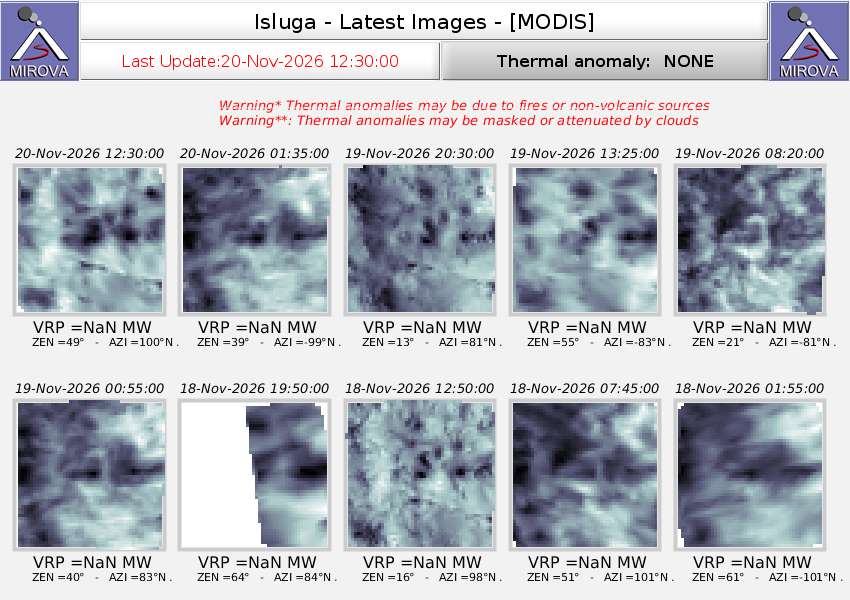 Isluga - Latest Images - [MODIS]
MIROVA
MIROVA
Last Update:20-Nov-2026 12:30:00
Thermal anomaly: NONE
Warning* Thermal anomalies may be due to fires or non-volcanic sources
Warning**: Thermal anomalies may be masked or attenuated by clouds
20-Nov-2026 12:30:00 20-Nov-2026 01:35:00 19-Nov-2026 20:30:00 19-Nov-2026 13:25:00 19-Nov-2026 08:20:00
VRP =NaN MW VRP =NaN MW VRP =NaN MW VRP =NaN MW VRP =NaN MW
ZEN =49° - AZI =100°N . ZEN =39° - AZI =-99°N . ZEN =13° - AZI =81°N . ZEN =55° - AZI =-83°N . ZEN =21° - AZI =-81°N .
19-Nov-2026 00:55:00 18-Nov-2026 19:50:00 18-Nov-2026 12:50:00 18-Nov-2026 07:45:00 18-Nov-2026 01:55:00
VRP =NaN MW VRP =NaN MW VRP =NaN MW VRP =NaN MW VRP =NaN MW
ZEN =40° - AZI =83°N . ZEN =64° - AZI =84°N . ZEN =16° - AZI =98°N . ZEN =51° - AZI =101°N . ZEN =61° - AZI =-101°N .